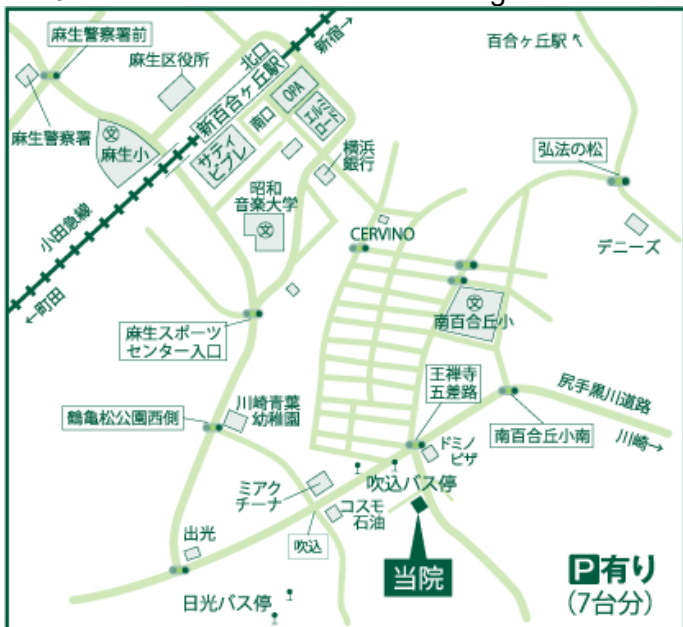 g
麻生警察署前
麻生区役所
北口
新宿→
百合ヶ丘駅↖
新百合ヶ丘駅
OPA
エルミロード
南口
麻生警察署
文
麻生小
サティ
ビブレ
横浜
銀行
弘法の松
昭和
音楽大学
文
小田急線
CERVINO
デニーズ
←町田
文
南百合丘小
麻生スポーツ
センター入口
王禅寺
五差路
尻手黒川道路
川崎→
鶴亀松公園西側
川崎青葉
幼稚園
南百合丘小南
ドミノ
ピザ
ミアク
チーナ
吹込バス停
コスモ
石油
出光
吹込
当院
日光バス停
P有り
(7台分)